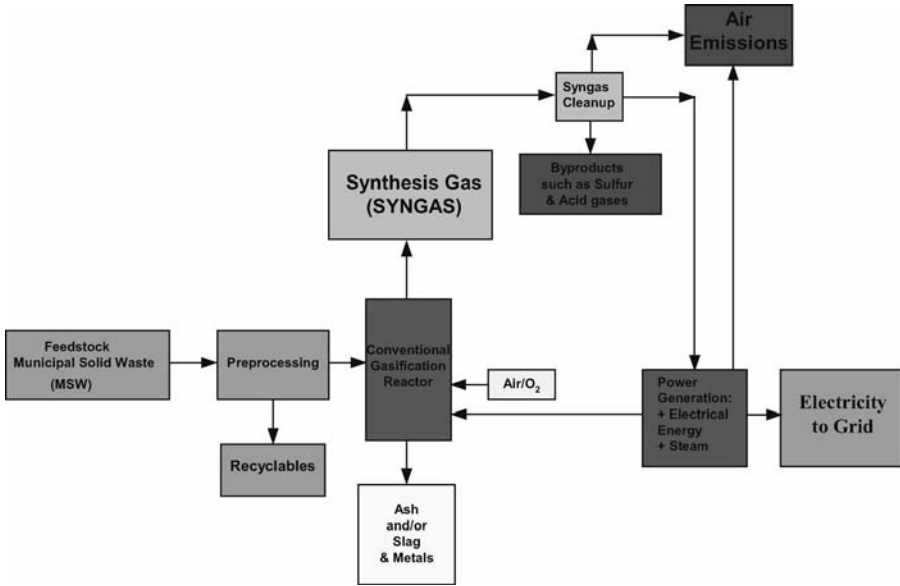 Air
Emissions
Syngas
Cleanup
Byproducts
such as Sulfur
& Acid gases
Synthesis Gas
(SYNGAS)
Feedstock
Municipal Solid Waste
(MSW)
Preprocessing
Conventional
Gasification
Reactor
Air/O₂
Power
Generation:
+ Electrical
Energy
+ Steam
Electricity
to Grid
Recyclables
Ash
and/or
Slag
& Metals